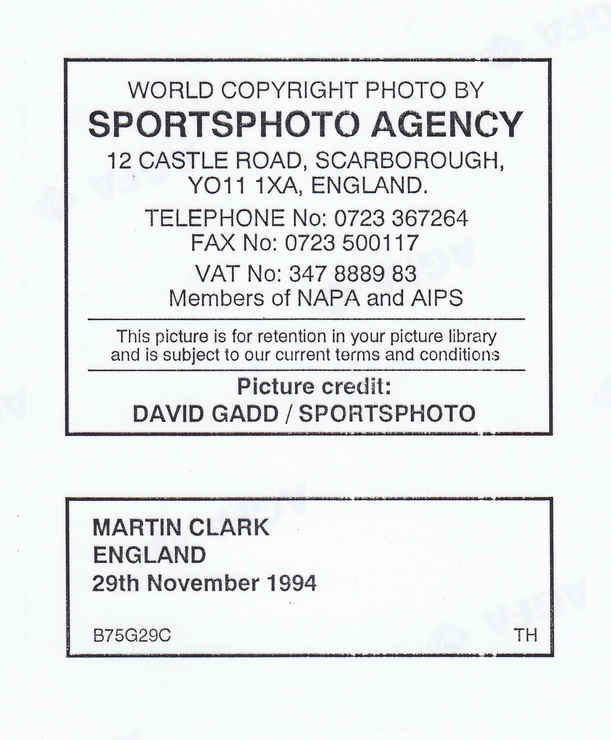 WORLD COPYRIGHT PHOTO BY
SPORTSPHOTO AGENCY
12 CASTLE ROAD, SCARBOROUGH,
YO11 1XA, ENGLAND.
TELEPHONE No: 0723 367264
FAX No: 0723 500117
VAT No: 347 8889 83
Members of NAPA and AIPS
This picture is for retention in your picture library
and is subject to our current terms and conditions
Picture credit:
DAVID GADD / SPORTSPHOTO
MARTIN CLARK
ENGLAND
29th November 1994
B75G29C TH
AGFA
AGFA
AGFA